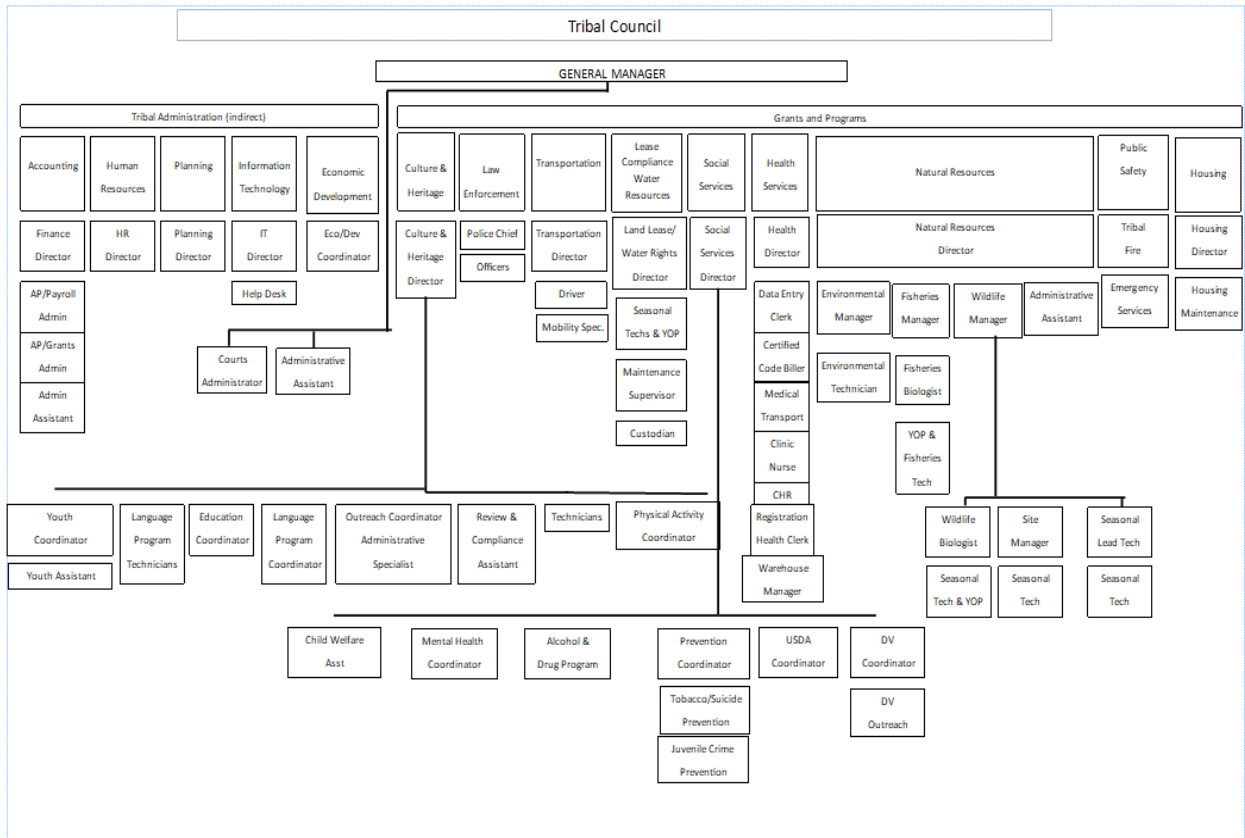 Tribal Council
GENERAL MANAGER
Tribal Administration (indirect)
Grants and Programs
Accounting
Human
Resources
Planning
Information
Technology
Economic
Development
Culture &
Heritage
Law
Enforcement
Transportation
Lease
Compliance
Water
Resources
Social
Services
Health
Services
Natural Resources
Public
Safety
Housing
Finance
Director
HR
Director
Planning
Director
IT
Director
Eco/Dev
Coordinator
Culture &
Heritage
Director
Police Chief
Officers
Transportation
Director
Land Lease/
Water Rights
Director
Social
Services
Director
Health
Director
Natural Resources
Director
Tribal
Fire
Housing
Director
AP/Payroll
Admin
AP/Grants
Admin
Admin
Assistant
Help Desk
Courts
Administrator
Administrative
Assistant
Driver
Mobility Spec.
Seasonal
Techs & YOP
Maintenance
Supervisor
Custodian
Data Entry
Clerk
Certified
Code Biller
Medical
Transport
Clinic
Nurse
CHR
Registration
Health Clerk
Warehouse
Manager
Environmental
Manager
Environmental
Technician
Fisheries
Manager
Fisheries
Biologist
YOP &
Fisheries
Tech
Wildlife
Manager
Administrative
Assistant
Emergency
Services
Housing
Maintenance
Youth
Coordinator
Youth Assistant
Language
Program
Technicians
Education
Coordinator
Language
Program
Coordinator
Outreach Coordinator
Administrative
Specialist
Review &
Compliance
Assistant
Technicians
Physical Activity
Coordinator
Wildlife
Biologist
Seasonal
Tech & YOP
Site
Manager
Seasonal
Tech
Seasonal
Lead Tech
Seasonal
Tech
Child Welfare
Asst
Mental Health
Coordinator
Alcohol &
Drug Program
Prevention
Coordinator
Tobacco/Suicide
Prevention
Juvenile Crime
Prevention
USDA
Coordinator
DV
Coordinator
DV
Outreach